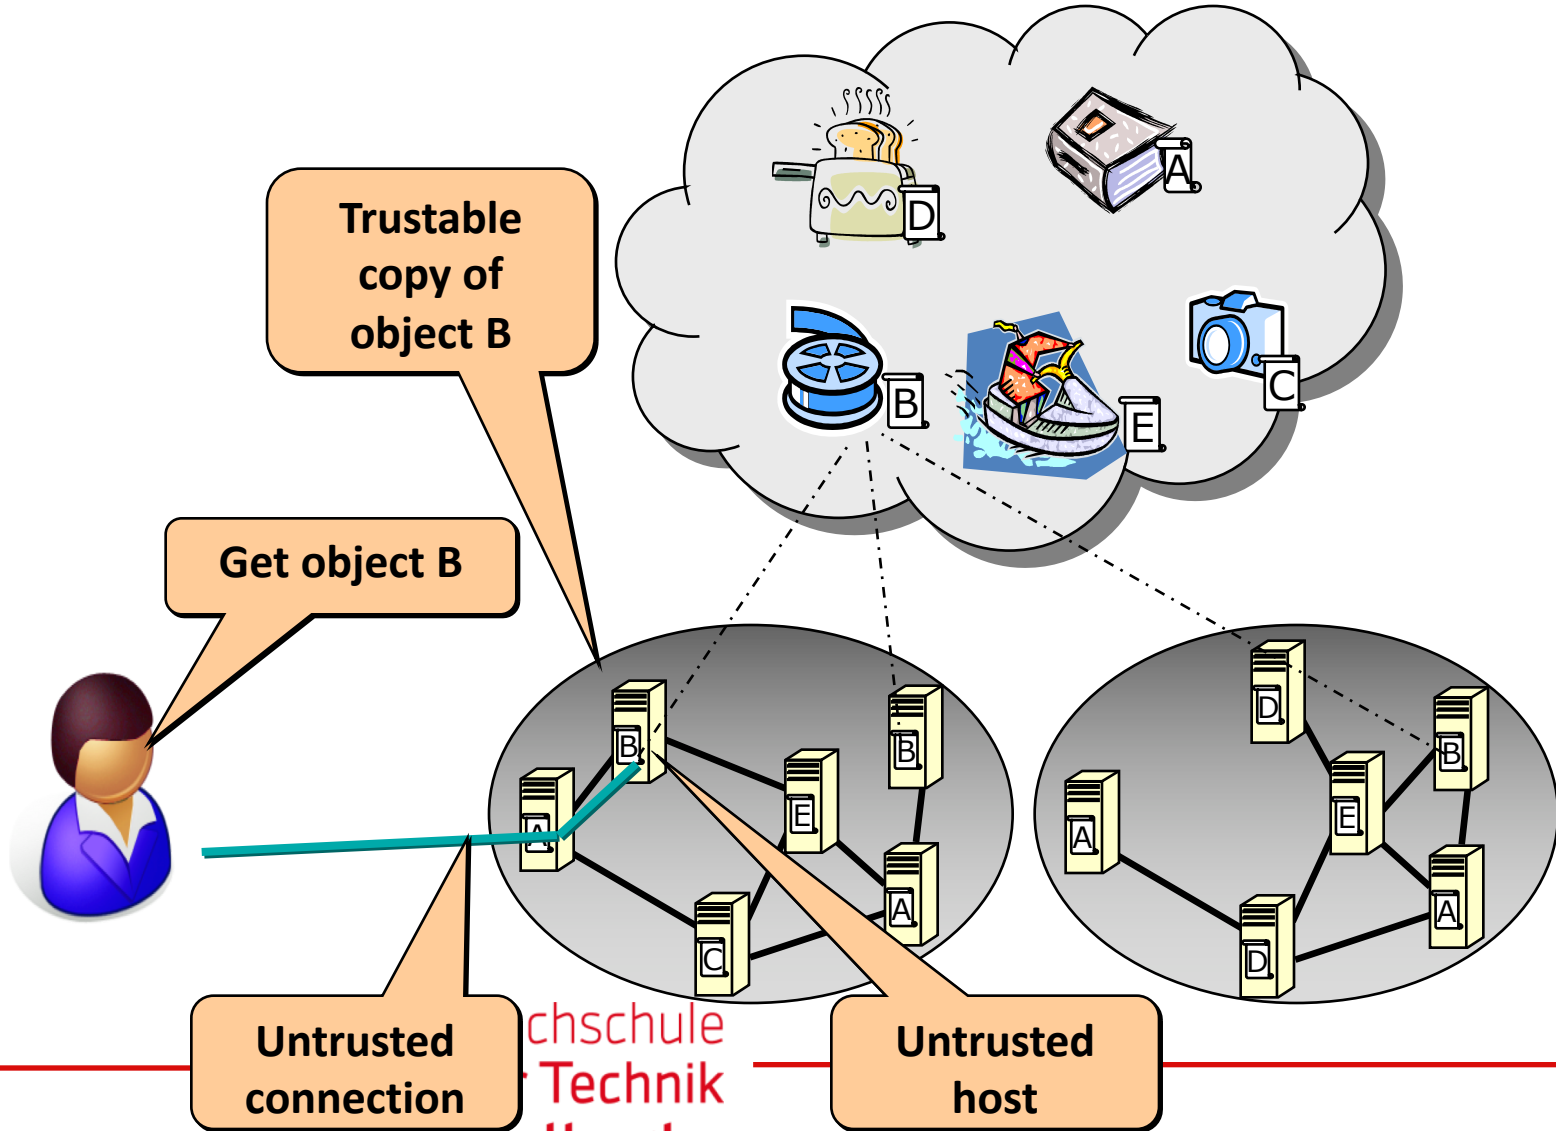 D
A
B
E
C
Trustable
copy of
object B
Get object B
B
B
A
E
A
C
D
B
A
E
A
D
Untrusted
connection
chschule
Technik
Untrusted
host